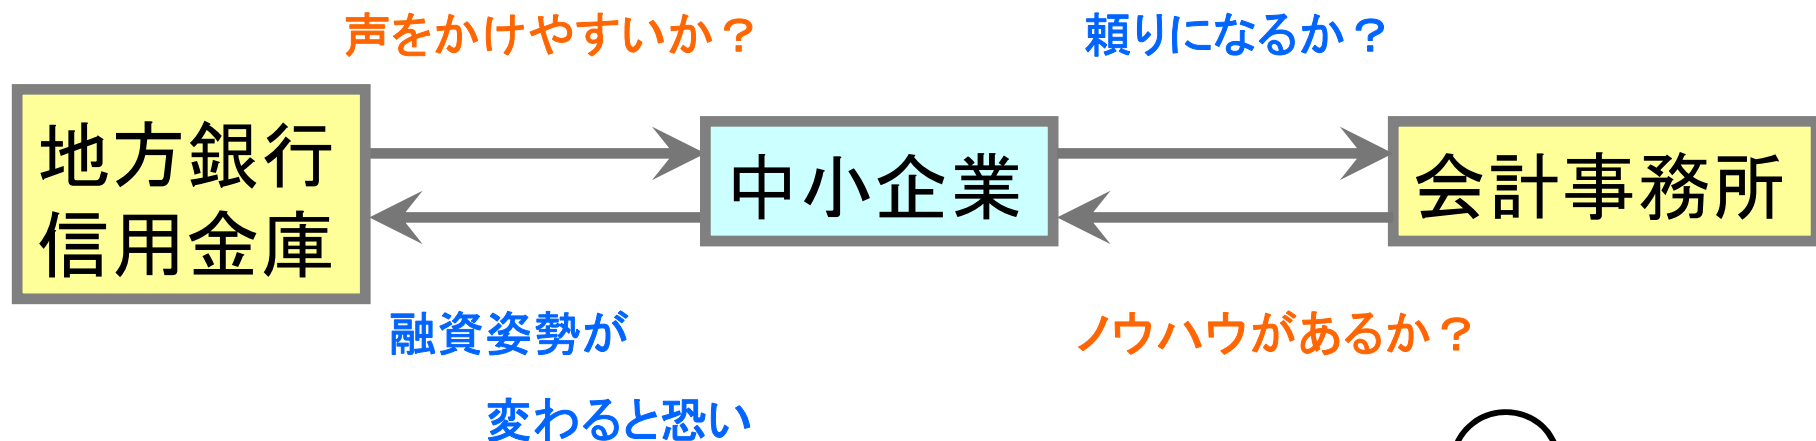 声をかけやすいか？
頼りになるか？
地方銀行
信用金庫
中小企業
会計事務所
融資姿勢が
変わると恐い
ノウハウがあるか？